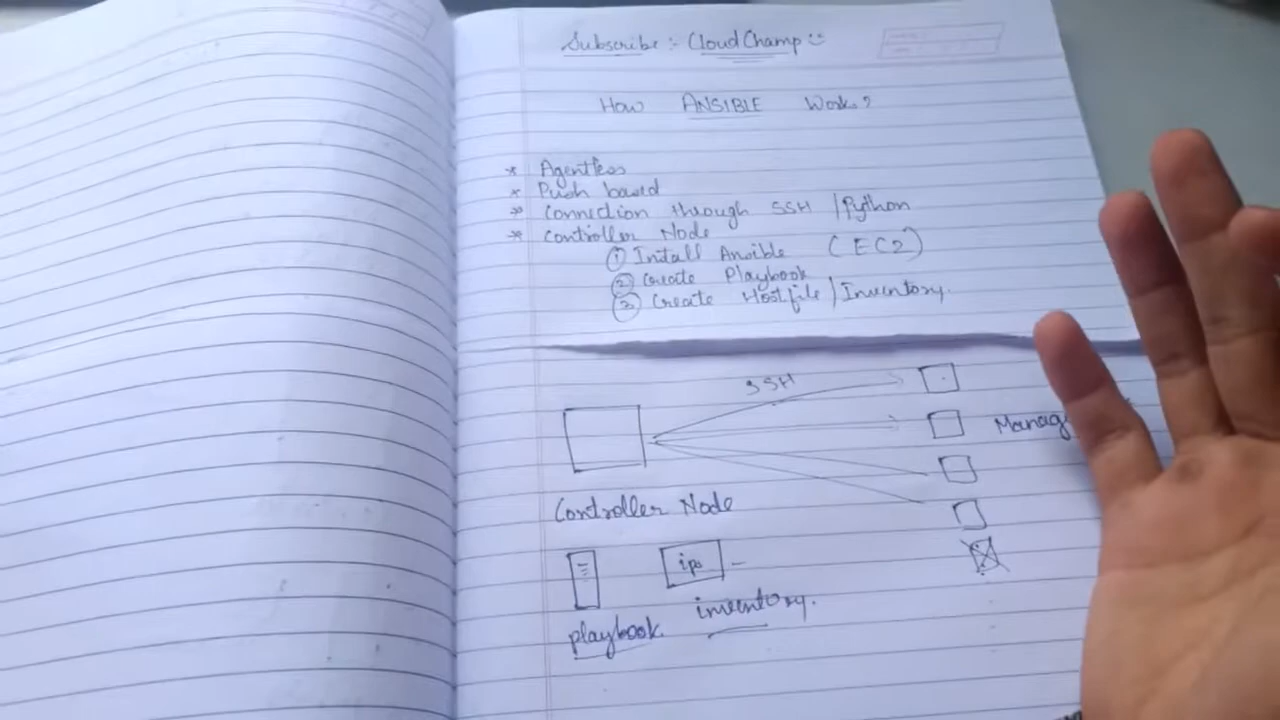 Subscribe :- CloudChamp
How ANSIBLE Works?
* Agentless
* Push based
* Connection through SSH / Python
* Controller Node
① Install Ansible (EC2)
② Create Playbook
③ Create Hostfile / Inventory.
SSH
Manag
Controller Node
ips
inventory.
playbook